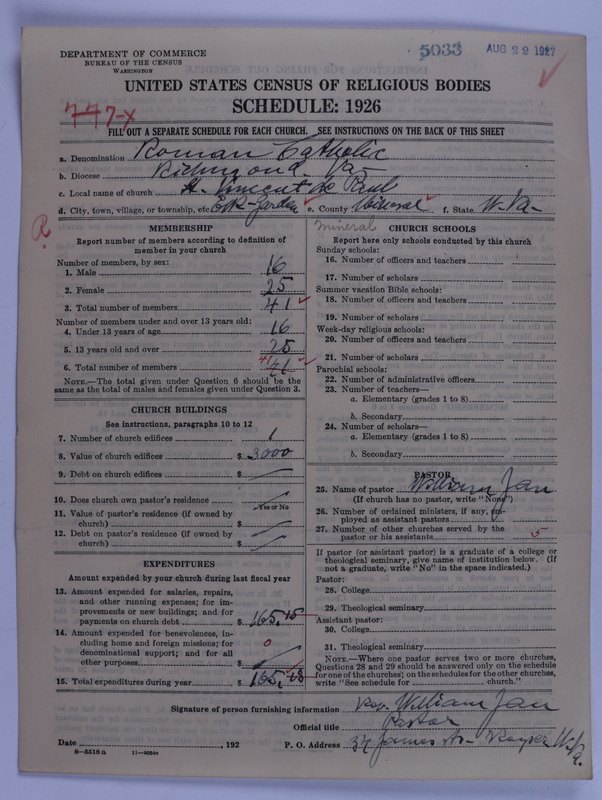 5033 AUG 22 1927
DEPARTMENT OF COMMERCE
BUREAU OF THE CENSUS
WASHINGTON
UNITED STATES CENSUS OF RELIGIOUS BODIES
SCHEDULE: 1926
77-x
FILL OUT A SEPARATE SCHEDULE FOR EACH CHURCH. SEE INSTRUCTIONS ON THE BACK OF THIS SHEET
a. Denomination Roman Catholic
b. Diocese Richmond Va-
c. Local name of church St. Vincent de Paul
d. City, town, village, or township, etc. Elk-Garden e. County Mineral f. State W. Va-
R
Mineral
MEMBERSHIP
Report number of members according to definition of
member in your church
Number of members, by sex:
1. Male 16
2. Female 25
3. Total number of members 41
Number of members under and over 13 years old:
4. Under 13 years of age 16
5. 13 years old and over 25
6. Total number of members 41 41
NOTE.—The total given under Question 6 should be
same as the total of males and females given under Question 3.
CHURCH BUILDINGS
See instructions, paragraphs 10 to 12
7. Number of church edifices 1
8. Value of church edifices $ 3000
9. Debt on church edifices $
10. Does church own pastor's residence
Yes or No
11. Value of pastor's residence (if owned by
church) $
12. Debt on pastor's residence (if owned by
church) $
EXPENDITURES
Amount expended by your church during last fiscal year
13. Amount expended for salaries, repairs,
and other running expenses; for im-
provements or new buildings; and for
payments on church debt $ 165.
14. Amount expended for benevolences, in-
cluding home and foreign missions; for
denominational support; and for all
other purposes $ 0
15. Total expenditures during year $ 165.
CHURCH SCHOOLS
Report here only schools conducted by this church
Sunday schools:
16. Number of officers and teachers
17. Number of scholars
Summer vacation Bible schools:
18. Number of officers and teachers
19. Number of scholars
Week-day religious schools:
20. Number of officers and teachers
21. Number of scholars
Parochial schools:
22. Number of administrative officers
23. Number of teachers—
a. Elementary (grades 1 to 8)
b. Secondary
24. Number of scholars—
a. Elementary (grades 1 to 8)
b. Secondary
PASTOR
25. Name of pastor William Jan
(If church has no pastor, write "None")
26. Number of ordained ministers, if any, em-
ployed as assistant pastors
27. Number of other churches served by the
pastor or his assistants 5
If pastor (or assistant pastor) is a graduate of a college or
theological seminary, give name of institution below. (If
not a graduate, write "No" in the space indicated.)
Pastor:
28. College
29. Theological seminary
Assistant pastor:
30. College
31. Theological seminary
NOTE.—Where one pastor serves two or more churches,
Questions 28 and 29 should be answered only on the schedule
for one of the churches; on the schedules for the other churches,
write "See schedule for church."
Signature of person furnishing information Rev. William Jan
Official title Pastor
Date , 192 P. O. Address 34 James St. Keyser W. Va.
8—5518 a 11—9084a